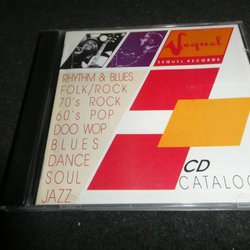 Sequel
SEQUEL RECORDS
RHYTHM & BLUES
FOLK/ROCK
70's ROCK
60's POP
DOO WOP
BLUES
DANCE
SOUL
JAZZ
CD
CATALOG